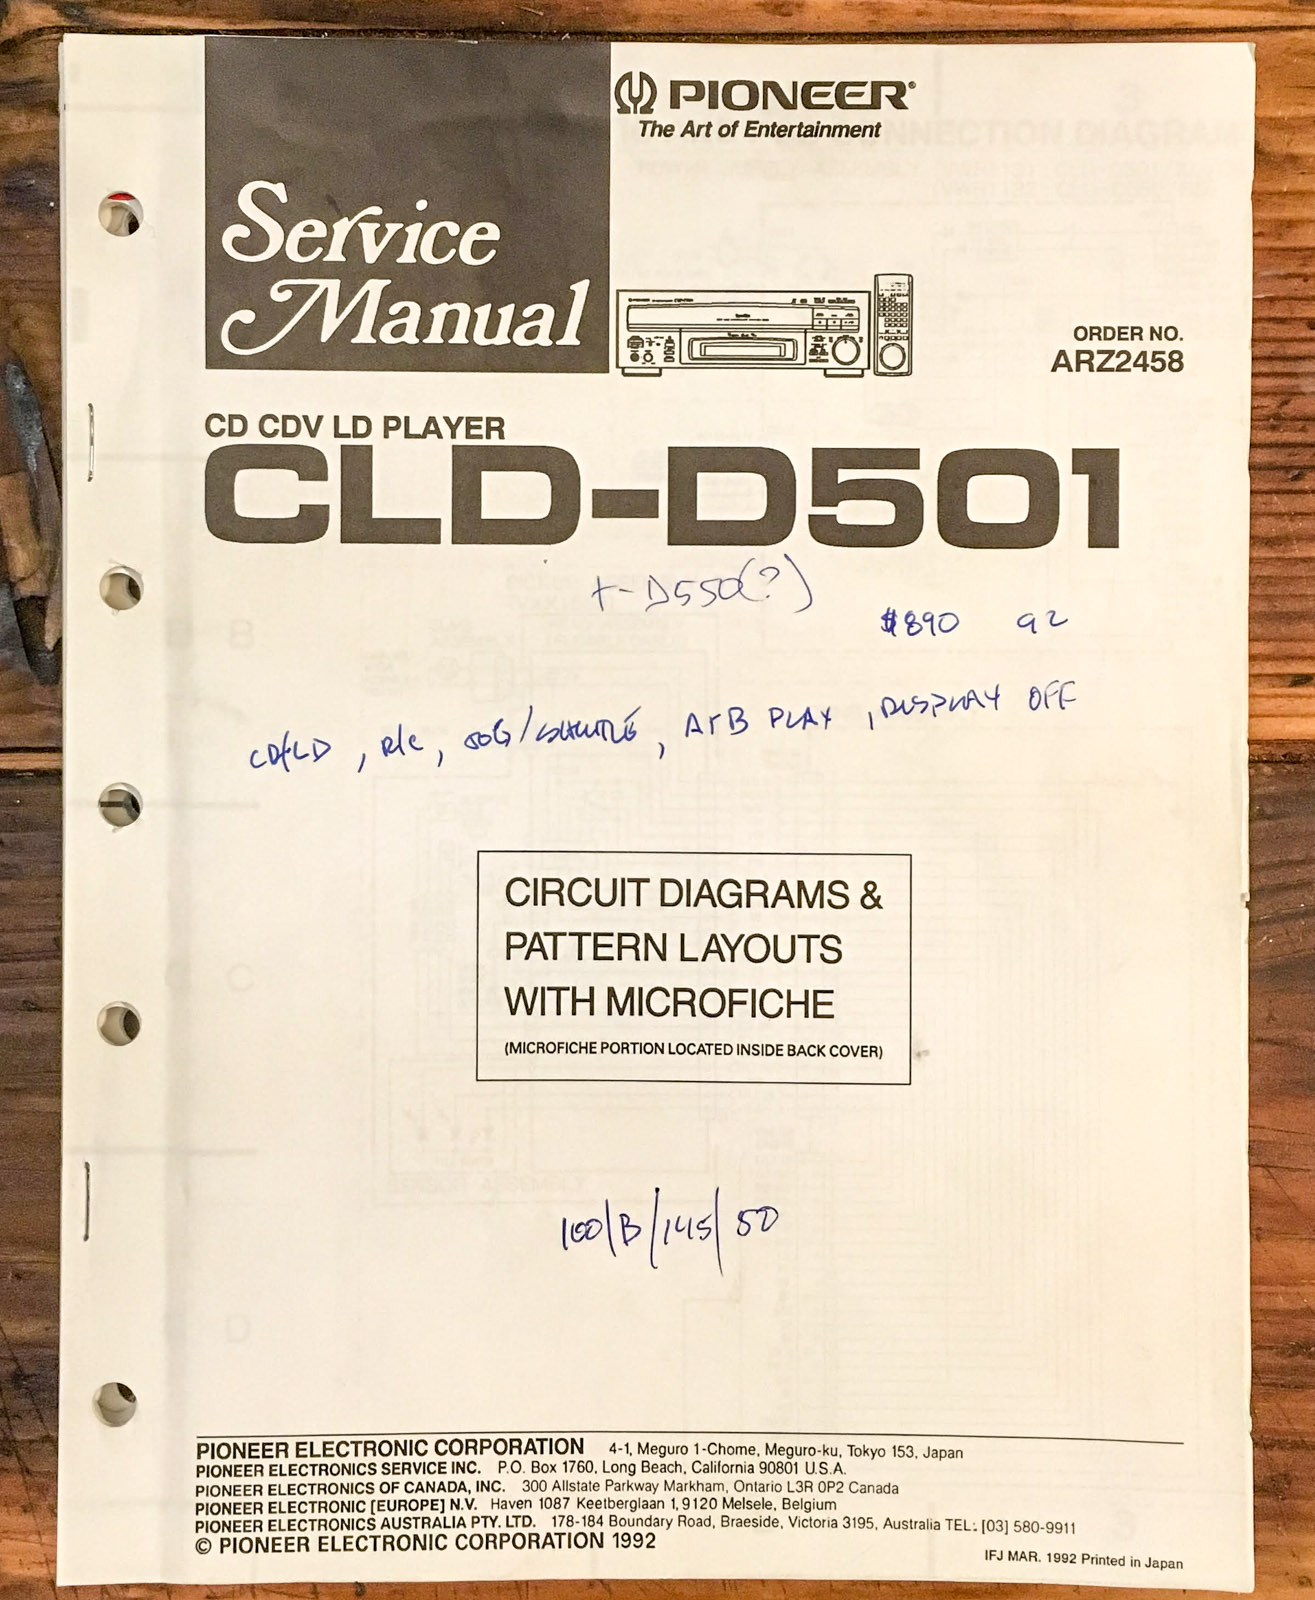 PIONEER®
The Art of Entertainment
Service
Manual
ORDER NO.
ARZ2458
CD CDV LD PLAYER
CLD-D501
+-D550(?)
$890 92
CD/LD, R/C, JOG/SHUTTLE, A+B PLAY, DISPLAY OFF
CIRCUIT DIAGRAMS &
PATTERN LAYOUTS
WITH MICROFICHE
(MICROFICHE PORTION LOCATED INSIDE BACK COVER)
100/B/145/50
PIONEER ELECTRONIC CORPORATION 4-1, Meguro 1-Chome, Meguro-ku, Tokyo 153, Japan
PIONEER ELECTRONICS SERVICE INC. P.O. Box 1760, Long Beach, California 90801 U.S.A.
PIONEER ELECTRONICS OF CANADA, INC. 300 Allstate Parkway Markham, Ontario L3R 0P2 Canada
PIONEER ELECTRONIC [EUROPE] N.V. Haven 1087 Keetberglaan 1, 9120 Melsele, Belgium
PIONEER ELECTRONICS AUSTRALIA PTY. LTD. 178-184 Boundary Road, Braeside, Victoria 3195, Australia TEL: [03] 580-9911
© PIONEER ELECTRONIC CORPORATION 1992
IFJ MAR. 1992 Printed in Japan